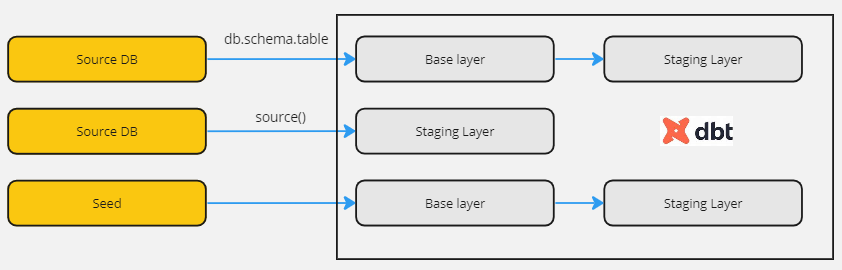 db.schema.table
Source DB
Base layer
Staging Layer
source()
Source DB
Staging Layer
dbt
Seed
Base layer
Staging Layer